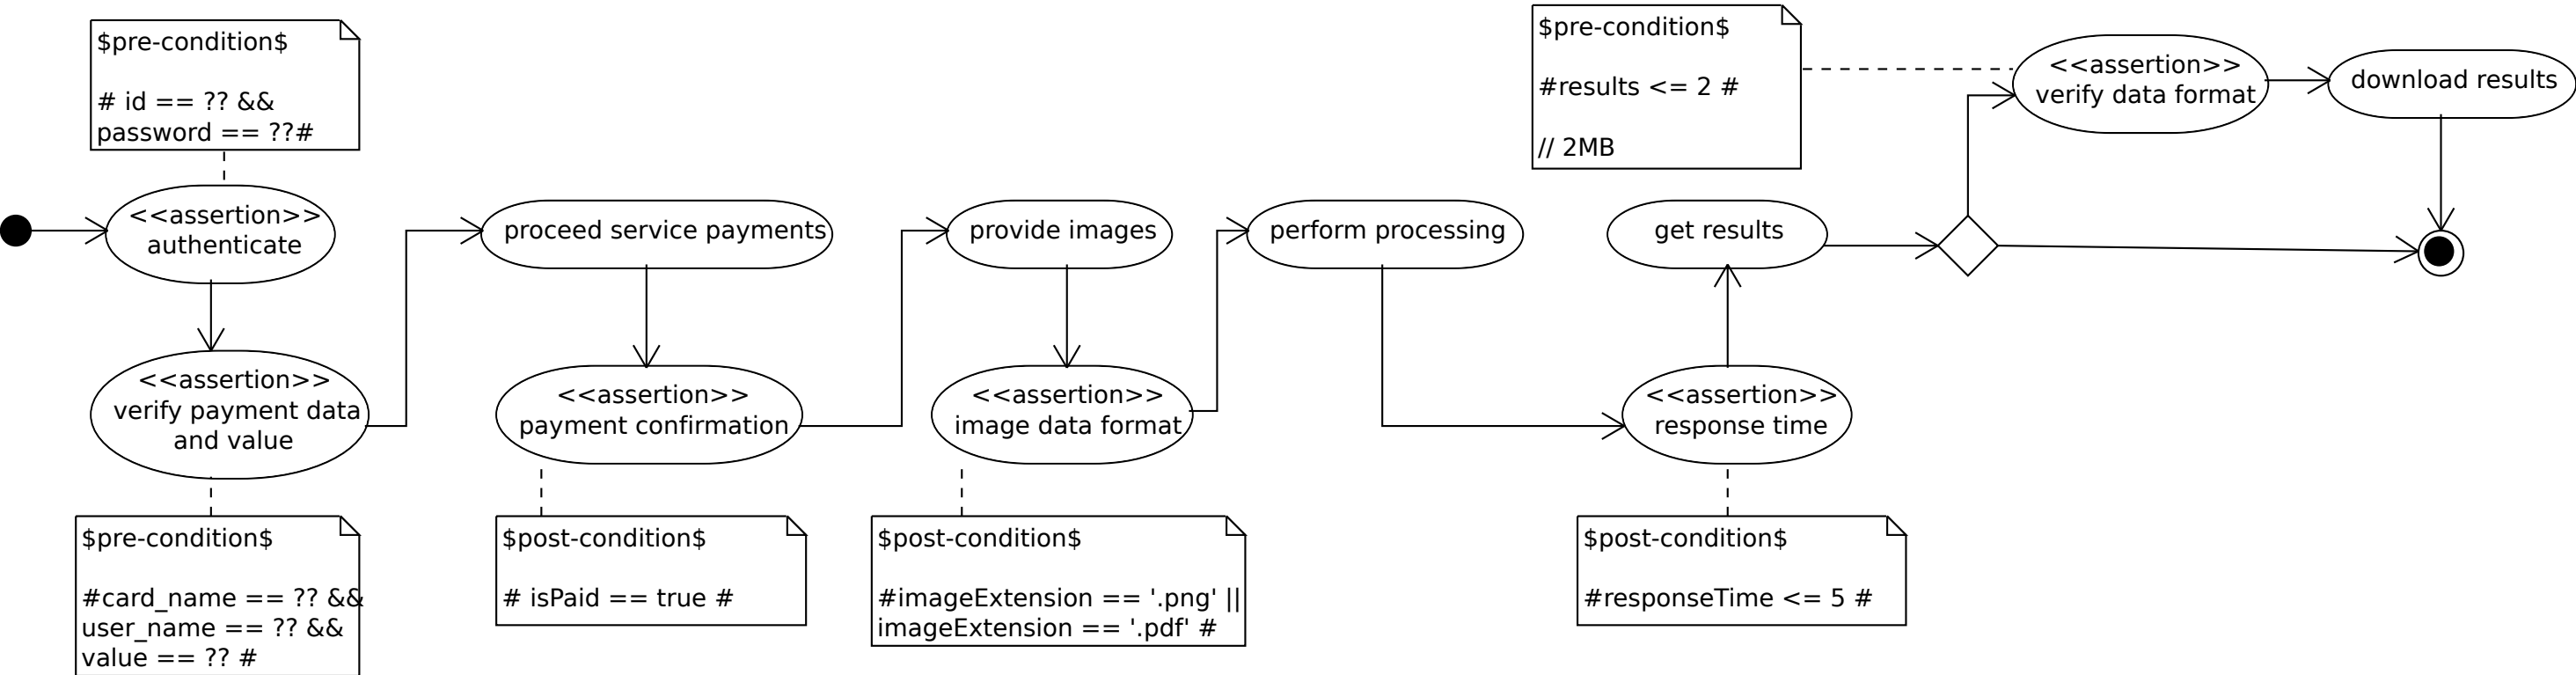 $pre-condition$
# id == ?? &&
password == ??#
<<assertion>>
authenticate
<<assertion>>
verify payment data
and value
$pre-condition$
#card_name == ?? &&
user_name == ?? &&
value == ?? #
proceed service payments
<<assertion>>
payment confirmation
$post-condition$
# isPaid == true #
provide images
<<assertion>>
image data format
$post-condition$
#imageExtension == '.png' ||
imageExtension == '.pdf' #
perform processing
<<assertion>>
response time
$post-condition$
#responseTime <= 5 #
get results
$pre-condition$
#results <= 2 #
// 2MB
<<assertion>>
verify data format
download results